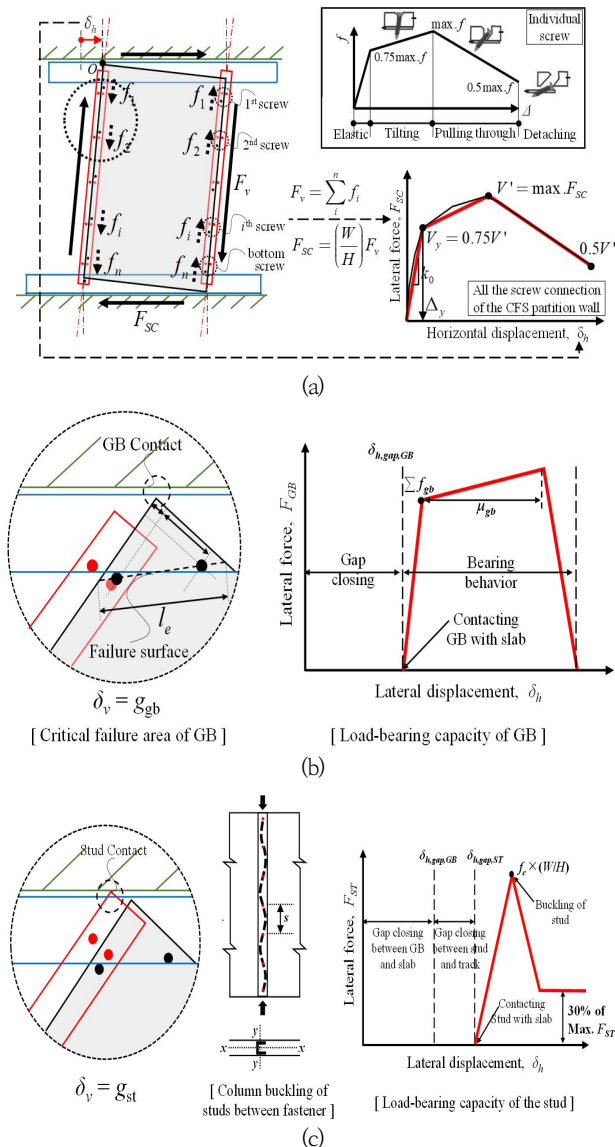 δh
O
f1
f1
1st screw
f2
f2
2nd screw
Fv
fi
fi
ith screw
fn
fn
bottom screw
FSC
Individual screw
f
max. f
0.75max. f
0.5max. f
Δ
Elastic
Tilting
Pulling through
Detaching
Fv = ∑ i n fi
FSC = (W/H) Fv
Lateral force, FSC
V' = max. FSC
Vy = 0.75V'
0.5V'
k0
Δy
All the screw connection of the CFS partition wall
Horizontal displacement, δh
(a)
GB Contact
le
Failure surface
δv = ggb
[ Critical failure area of GB ]
δh,gap,GB
Lateral force, FGB
∑ fgb
μgb
Gap closing
Bearing behavior
Contacting GB with slab
Lateral displacement, δh
[ Load-bearing capacity of GB ]
(b)
Stud Contact
δv = gst
s
y
x
x
y
[ Column buckling of studs between fastener ]
δh,gap,GB
δh,gap,ST
fc × (W/H)
Lateral force, FST
Buckling of stud
Gap closing between GB and slab
Gap closing between stud and track
30% of Max. FST
Contacting Stud with slab
Lateral displacement, δh
[ Load-bearing capacity of the stud ]
(c)